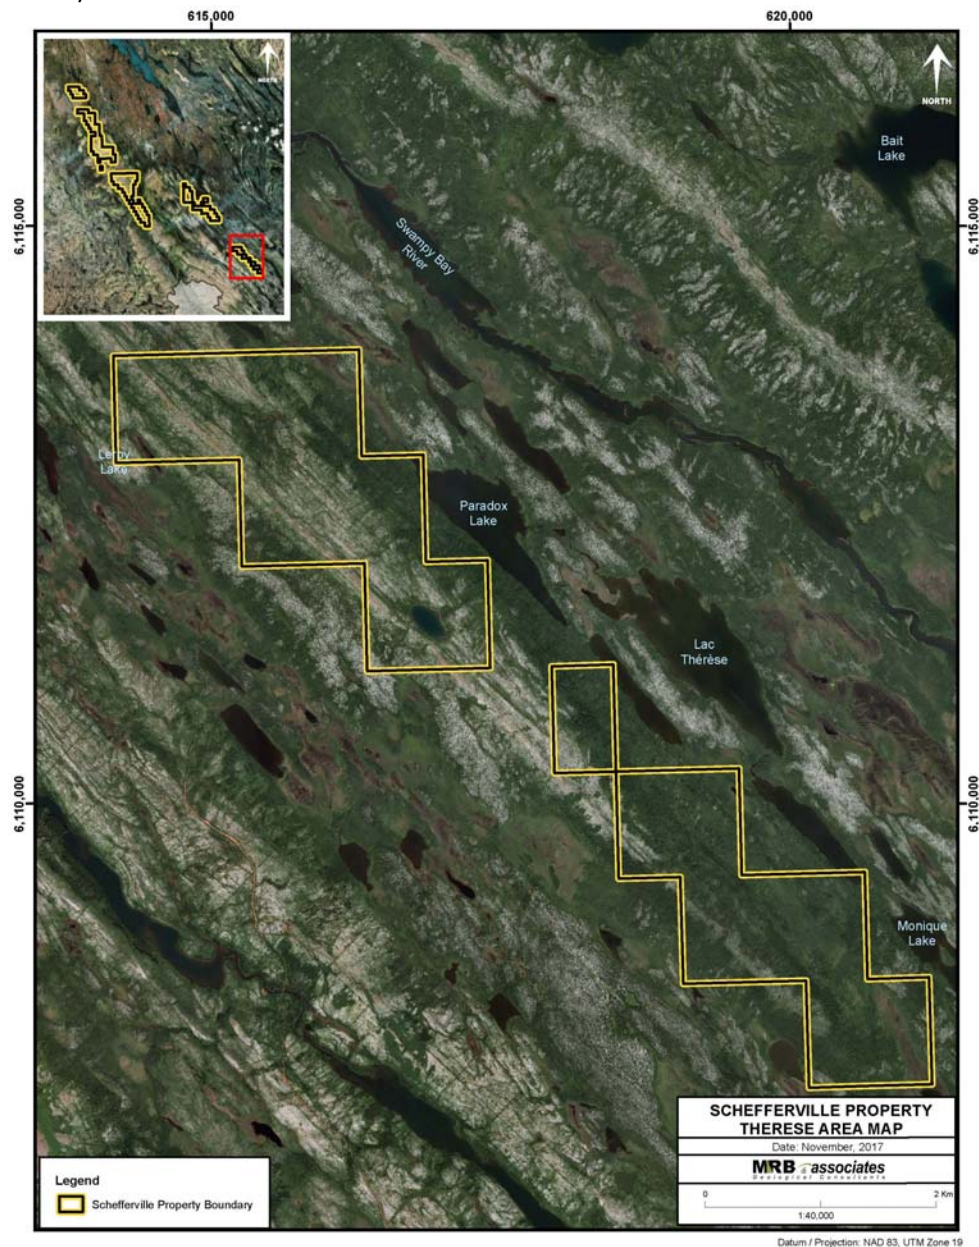 615,000
620,000
NORTH
NORTH
Bait
Lake
6,115,000
6,115,000
Swampy Bay
River
Leroy
Lake
Paradox
Lake
Lac
Thérèse
6,110,000
6,110,000
Monique
Lake
SCHEFFERVILLE PROPERTY
THERESE AREA MAP
Date: November, 2017
MRB & associates
Geological Consultants
0 2 Km
1:40,000
Legend
Schefferville Property Boundary
Datum / Projection: NAD 83, UTM Zone 19